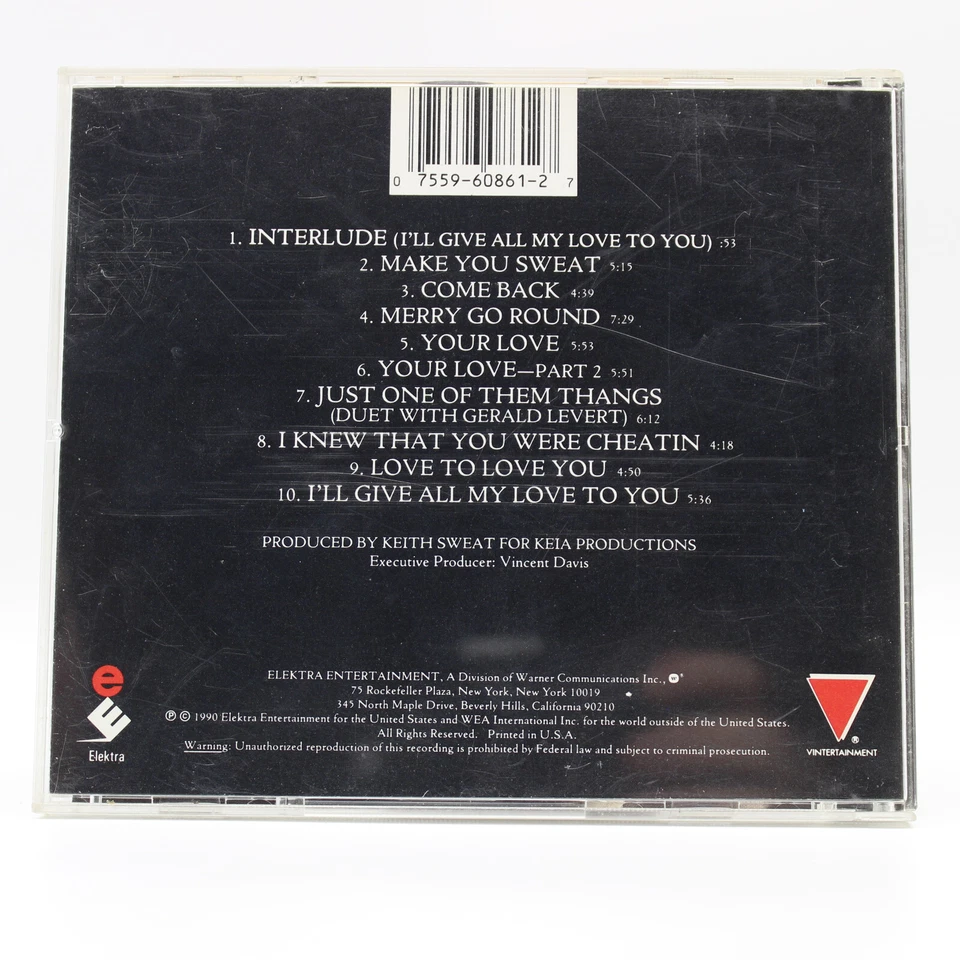 0 7559-60861-2 7
1. INTERLUDE (I'LL GIVE ALL MY LOVE TO YOU) :53
2. MAKE YOU SWEAT 5:15
3. COME BACK 4:39
4. MERRY GO ROUND 7:29
5. YOUR LOVE 5:53
6. YOUR LOVE—PART 2 5:51
7. JUST ONE OF THEM THANGS
(DUET WITH GERALD LEVERT) 6:12
8. I KNEW THAT YOU WERE CHEATIN 4:18
9. LOVE TO LOVE YOU 4:50
10. I'LL GIVE ALL MY LOVE TO YOU 5:36
PRODUCED BY KEITH SWEAT FOR KEIA PRODUCTIONS
Executive Producer: Vincent Davis
ELEKTRA ENTERTAINMENT, A Division of Warner Communications Inc.,
75 Rockefeller Plaza, New York, New York 10019
345 North Maple Drive, Beverly Hills, California 90210
℗ © 1990 Elektra Entertainment for the United States and WEA International Inc. for the world outside of the United States.
All Rights Reserved. Printed in U.S.A.
Warning: Unauthorized reproduction of this recording is prohibited by Federal law and subject to criminal prosecution.
e
E
Elektra
®
VINTERTAINMENT